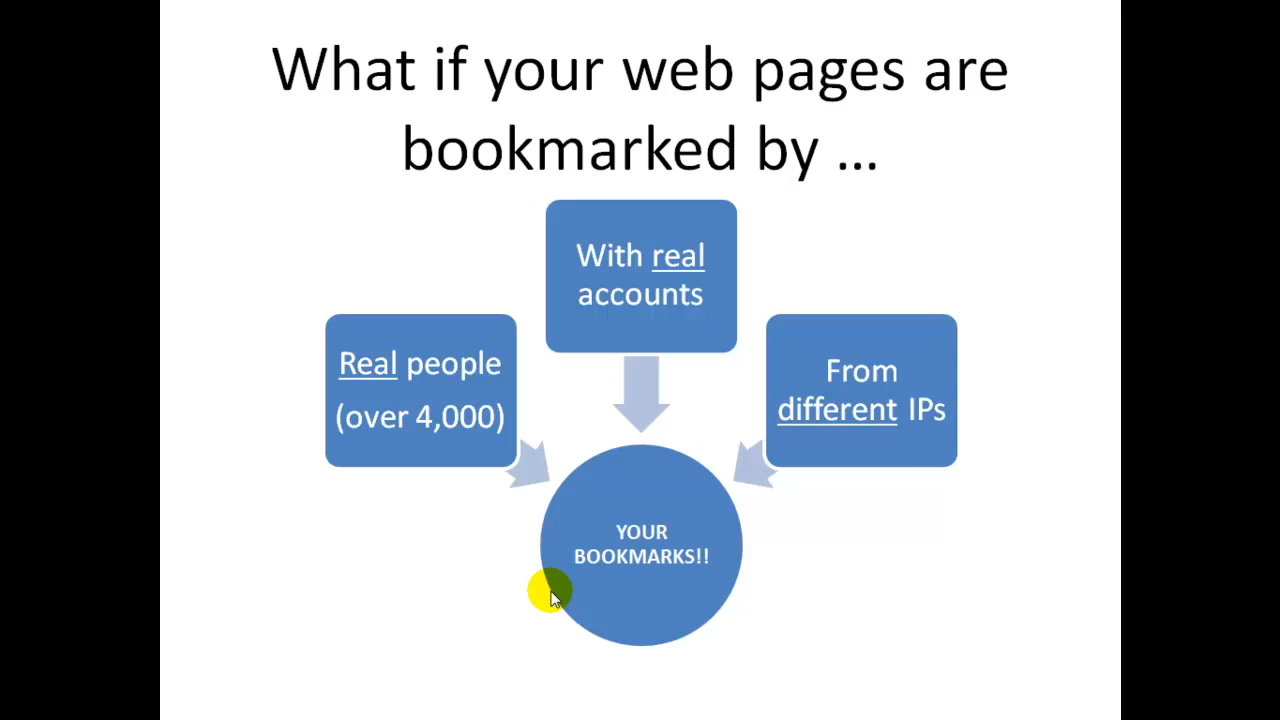 What if your web pages are
bookmarked by ...
With real
accounts
Real people
(over 4,000)
From
different IPs
YOUR
BOOKMARKS!!